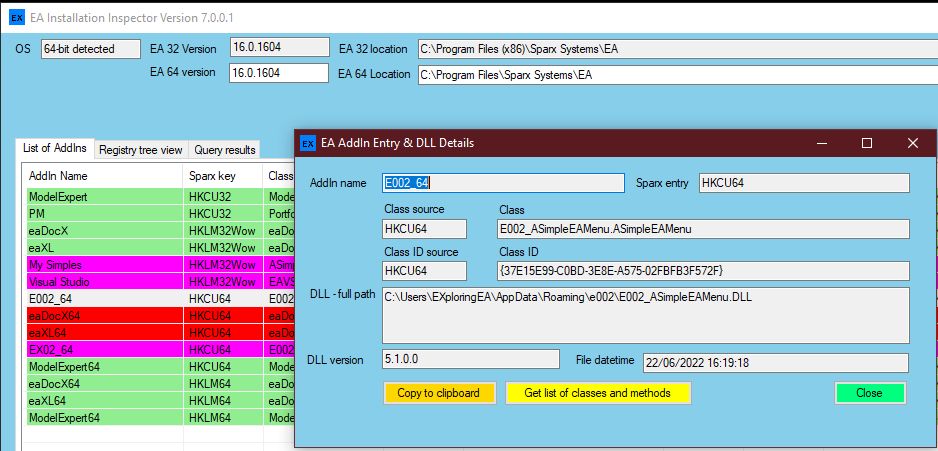 EX EA Installation Inspector Version 7.0.0.1
OS 64-bit detected EA 32 Version 16.0.1604 EA 32 location C:\Program Files (x86)\Sparx Systems\EA
EA 64 version 16.0.1604 EA 64 Location C:\Program Files\Sparx Systems\EA
List of AddIns Registry tree view Query results
AddIn Name Sparx key Class
ModelExpert HKCU32 Mode
PM HKCU32 Portfo
eaDocX HKLM32Wow eaDo
eaXL HKLM32Wow eaDo
My Simples HKLM32Wow ASim
Visual Studio HKLM32Wow EAVS
E002_64 HKCU64 E002
eaDocX64 HKCU64 eaDo
eaXL64 HKCU64 eaDo
EX02_64 HKCU64 E002
ModelExpert64 HKCU64 Mode
eaDocX64 HKLM64 eaDo
eaXL64 HKLM64 eaDo
ModelExpert64 HKLM64 Mode
EX EA AddIn Entry & DLL Details
AddIn name E002_64 Sparx entry HKCU64
Class source Class
HKCU64 E002_ASimpleEAMenu.ASimpleEAMenu
Class ID source Class ID
HKCU64 {37E15E99-C0BD-3E8E-A575-02FBFB3F572F}
DLL - full path C:\Users\EXploringEA\AppData\Roaming\e002\E002_ASimpleEAMenu.DLL
DLL version 5.1.0.0 File datetime 22/06/2022 16:19:18
Copy to clipboard Get list of classes and methods Close